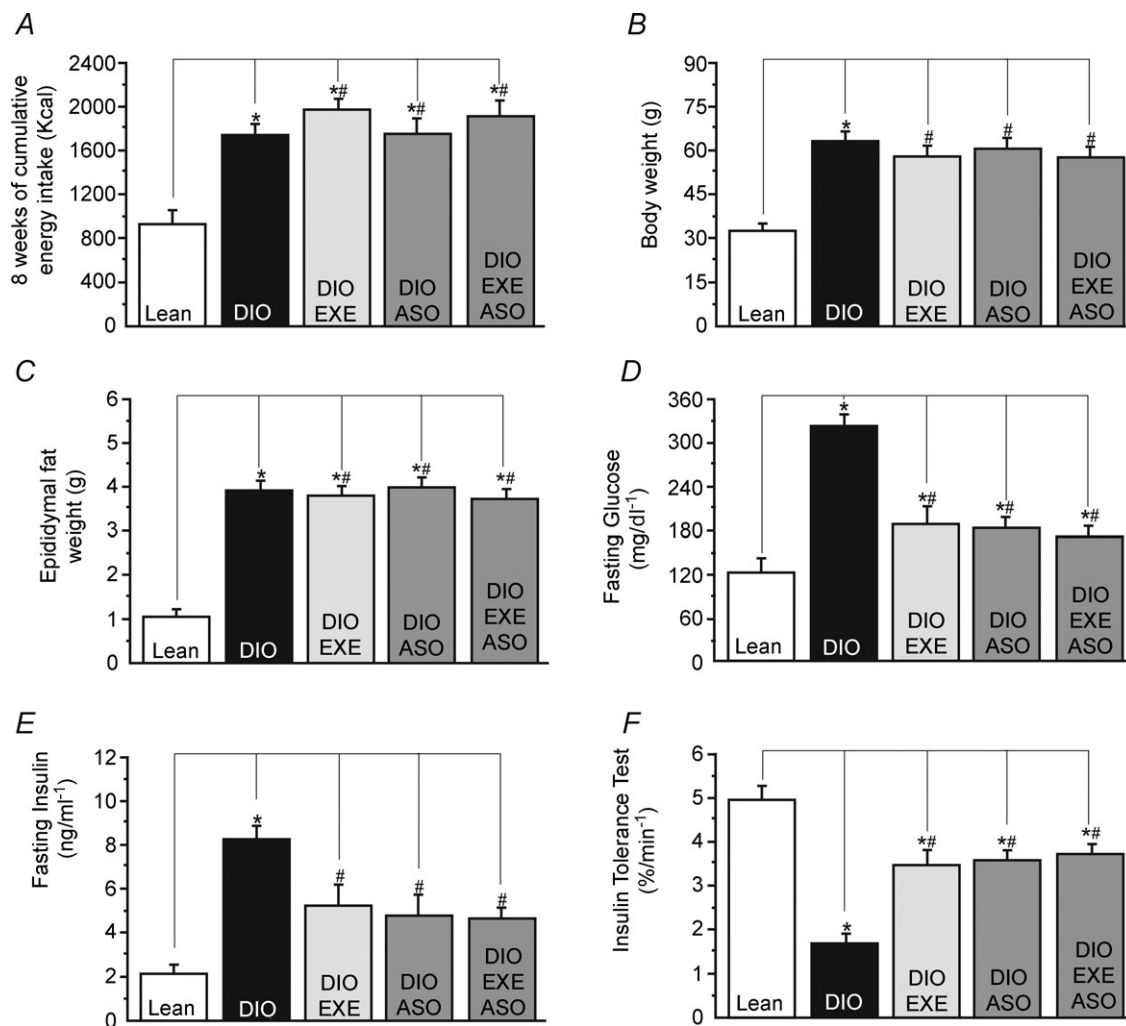 A
8 weeks of cumulative
energy intake (Kcal)
2400
2000
1600
1200
800
400
0
*
*#
*#
*#
Lean
DIO
DIO
EXE
DIO
ASO
DIO
EXE
ASO
B
Body weight (g)
90
75
60
45
30
15
0
*
#
#
#
Lean
DIO
DIO
EXE
DIO
ASO
DIO
EXE
ASO
C
Epididymal fat
weight (g)
6
5
4
3
2
1
0
*
*#
*#
*#
Lean
DIO
DIO
EXE
DIO
ASO
DIO
EXE
ASO
D
Fasting Glucose
(mg/dl⁻¹)
360
300
240
180
120
60
0
*
*#
*#
*#
Lean
DIO
DIO
EXE
DIO
ASO
DIO
EXE
ASO
E
Fasting Insulin
(ng/ml⁻¹)
12
10
8
6
4
2
0
*
#
#
#
Lean
DIO
DIO
EXE
DIO
ASO
DIO
EXE
ASO
F
Insulin Tolerance Test
(%/min⁻¹)
6
5
4
3
2
1
0
*
*#
*#
*#
Lean
DIO
DIO
EXE
DIO
ASO
DIO
EXE
ASO